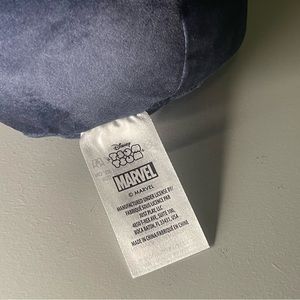 Disney
MARVEL
© MARVEL
MANUFACTURED UNDER LICENSE BY/
FABRIQUÉ SOUS LICENCE PAR
JUST PLAY, LLC
BOCA RATON, FL 33431, USA
MADE IN CHINA/FABRIQUÉ EN CHINE